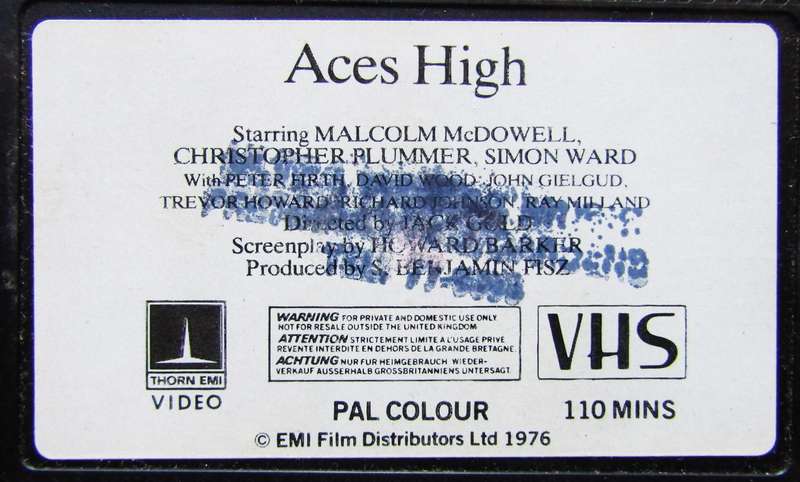 Aces High
Starring MALCOLM McDOWELL,
CHRISTOPHER PLUMMER, SIMON WARD
With PETER FIRTH, DAVID WOOD, JOHN GIELGUD,
TREVOR HOWARD, RICHARD JOHNSON, RAY MILLAND
Directed by JACK GOLD
Screenplay by HOWARD BARKER
Produced by S. BENJAMIN FISZ
WARNING FOR PRIVATE AND DOMESTIC USE ONLY.
NOT FOR RESALE OUTSIDE THE UNITED KINGDOM
ATTENTION STRICTEMENT LIMITE A L'USAGE PRIVE
REVENTE INTERDITE EN DEHORS DE LA GRANDE BRETAGNE.
ACHTUNG NUR FUR HEIMGEBRAUCH WIEDER-
VERKAUF AUSSERHALB GROSSBRITANNIENS UNTERSAGT.
VHS
THORN EMI
VIDEO
PAL COLOUR
110 MINS
© EMI Film Distributors Ltd 1976